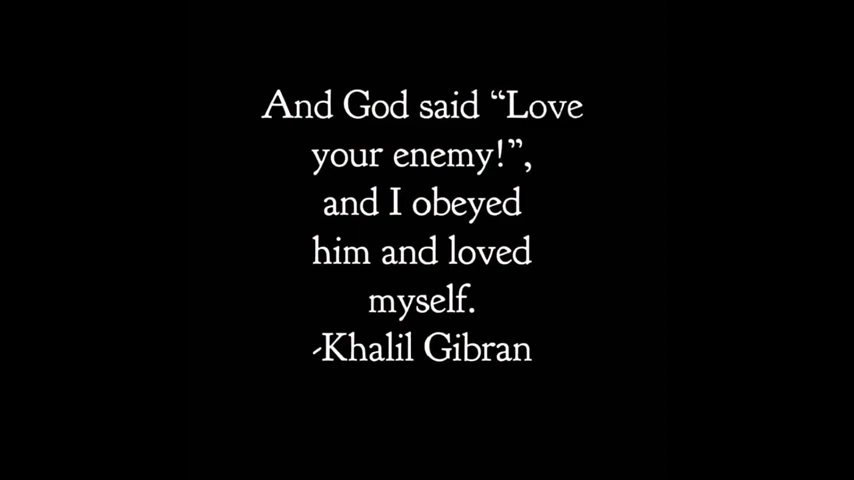 And God said “Love
your enemy!”,
and I obeyed
him and loved
myself.
-Khalil Gibran